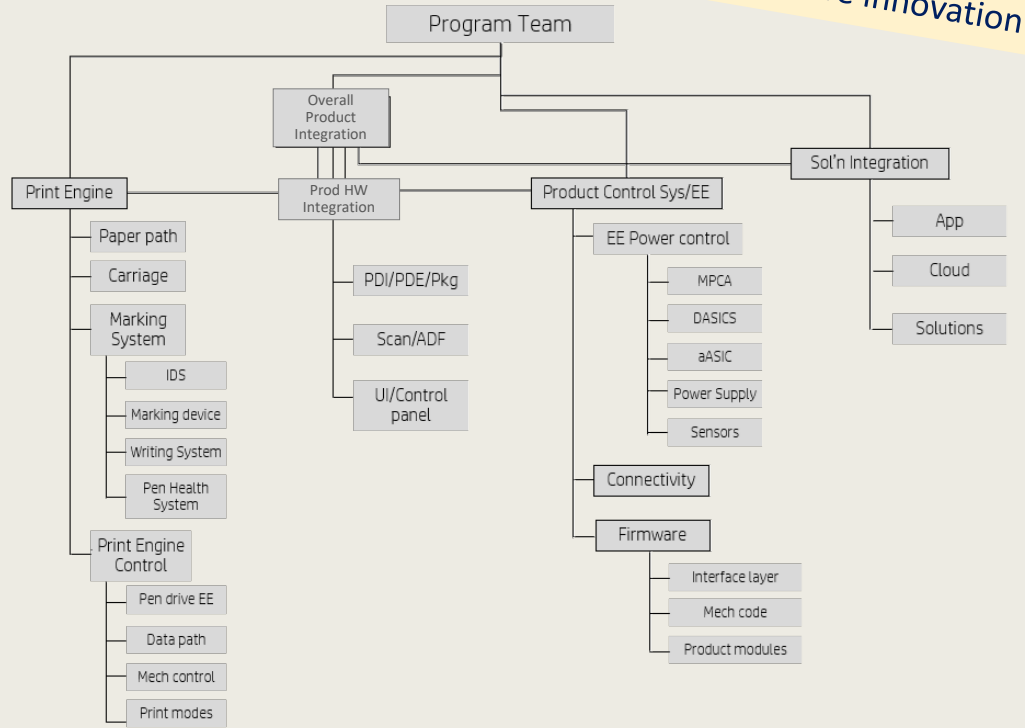 Innovation
Program Team
Overall
Product
Integration
Sol'n Integration
Print Engine
Prod HW
Integration
Product Control Sys/EE
Paper path
Carriage
Marking
System
IDS
Marking device
Writing System
Pen Health
System
Print Engine
Control
Pen drive EE
Data path
Mech control
Print modes
PDI/PDE/Pkg
Scan/ADF
UI/Control
panel
EE Power control
MPCA
DASICS
aASIC
Power Supply
Sensors
Connectivity
Firmware
Interface layer
Mech code
Product modules
App
Cloud
Solutions